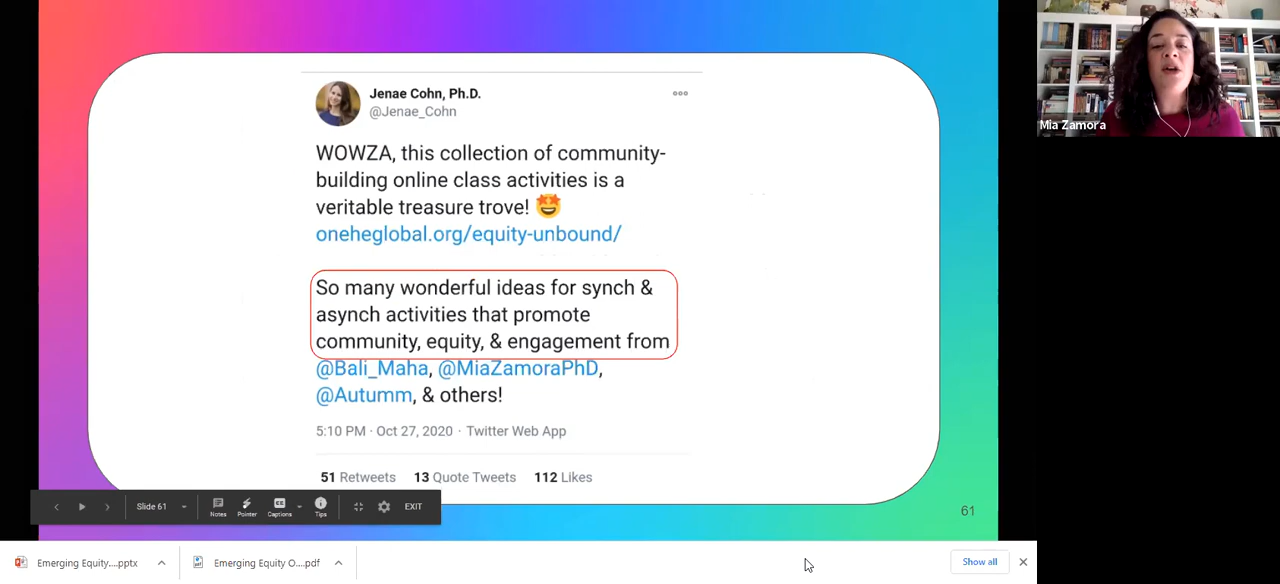 Jenae Cohn, Ph.D.
@Jenae_Cohn
WOWZA, this collection of community-
building online class activities is a
veritable treasure trove! 🤩
oneheglobal.org/equity-unbound/
So many wonderful ideas for synch &
asynch activities that promote
community, equity, & engagement from
@Bali_Maha, @MiaZamoraPhD,
@Autumm, & others!
5:10 PM · Oct 27, 2020 · Twitter Web App
51 Retweets 13 Quote Tweets 112 Likes
Mia Zamora
Slide 61
Notes
Pointer
CC
Captions
Tips
EXIT
61
Emerging Equity....pptx
Emerging Equity O....pdf
Show all